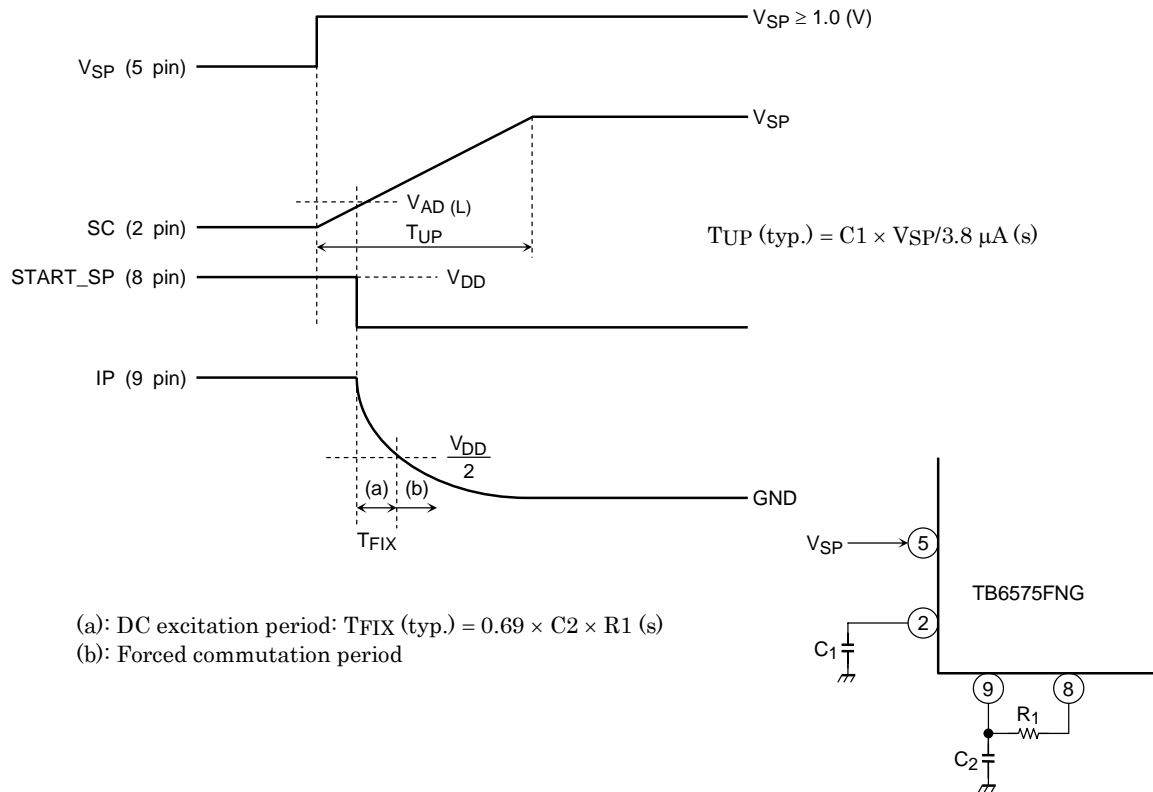 VSP ≥ 1.0 (V)
VSP (5 pin)
VSP
VAD (L)
SC (2 pin)
TUP
TUP (typ.) = C1 × VSP/3.8 μA (s)
START_SP (8 pin)
VDD
IP (9 pin)
VDD
2
(a) (b)
GND
TFIX
VSP
5
TB6575FNG
2
C1
9
8
R1
C2
(a): DC excitation period: TFIX (typ.) = 0.69 × C2 × R1 (s)
(b): Forced commutation period